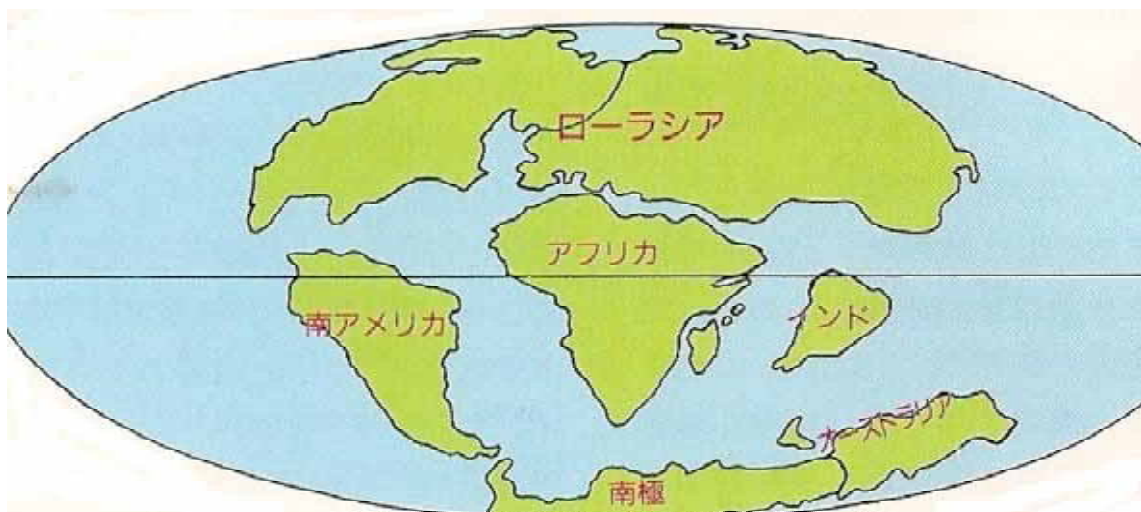 ローラシア
アフリカ
南アメリカ
インド
オーストラリア
南極